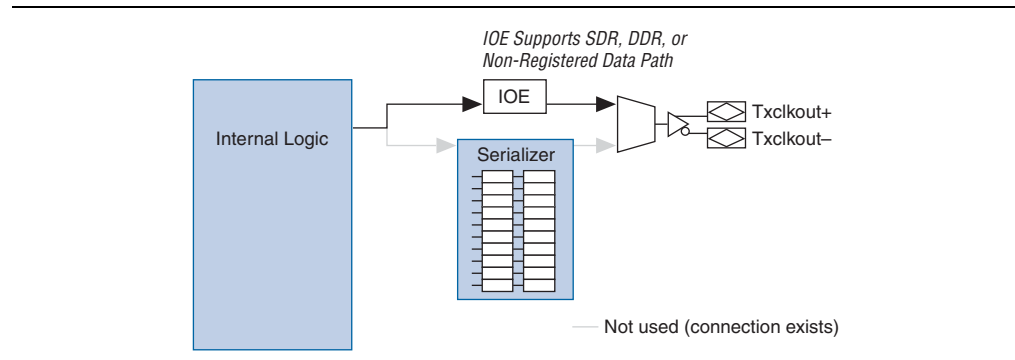 IOE Supports SDR, DDR, or
Non-Registered Data Path
IOE
Txclkout+
Internal Logic
Txclkout–
Serializer
Not used (connection exists)